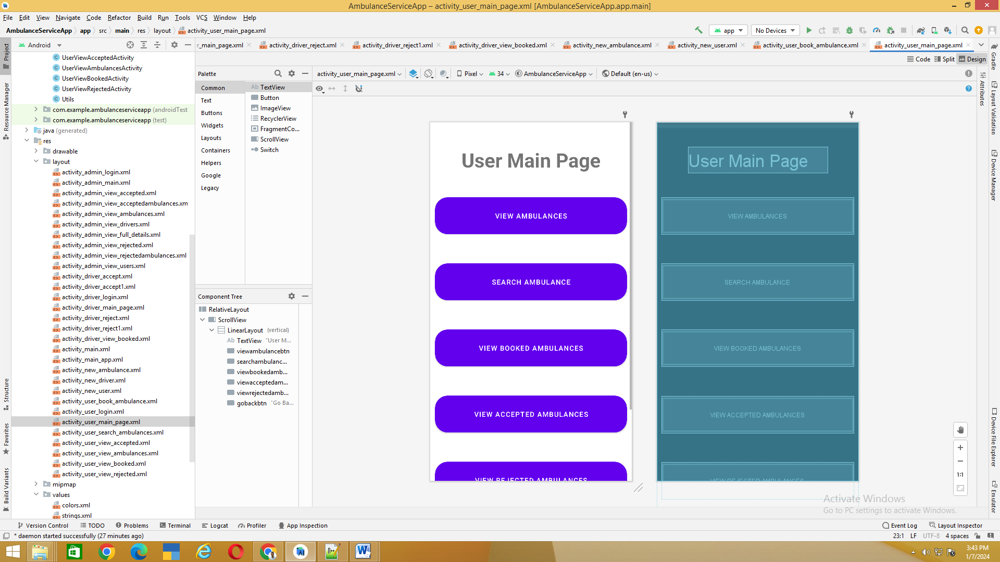 AmbulanceServiceApp – activity_user_main_page.xml [AmbulanceServiceApp.app.main]
File Edit View Navigate Code Refactor Build Run Tools VCS Window Help
AmbulanceServiceApp app src main res layout activity_user_main_page.xml
app No Devices
Project
Android
r_main_page.xml activity_driver_reject.xml activity_driver_reject1.xml activity_driver_view_booked.xml activity_new_ambulance.xml activity_new_user.xml activity_user_book_ambulance.xml activity_user_main_page.xml
Code Split Design
UserViewAcceptedActivity
UserViewAmbulancesActivity
UserViewBookedActivity
UserViewRejectedActivity
Utils
com.example.ambulanceserviceapp (androidTest
com.example.ambulanceserviceapp (test)
java (generated)
res
drawable
layout
activity_admin_login.xml
activity_admin_main.xml
activity_admin_view_accepted.xml
activity_admin_view_acceptedambulances.xm
activity_admin_view_ambulances.xml
activity_admin_view_drivers.xml
activity_admin_view_full_details.xml
activity_admin_view_rejected.xml
activity_admin_view_rejectedambulances.xml
activity_admin_view_users.xml
activity_driver_accept.xml
activity_driver_accept1.xml
activity_driver_login.xml
activity_driver_main_page.xml
activity_driver_reject.xml
activity_driver_reject1.xml
activity_driver_view_booked.xml
activity_main.xml
activity_main_app.xml
activity_new_ambulance.xml
activity_new_driver.xml
activity_new_user.xml
activity_user_book_ambulance.xml
activity_user_login.xml
activity_user_main_page.xml
activity_user_search_ambulances.xml
activity_user_view_accepted.xml
activity_user_view_ambulances.xml
activity_user_view_booked.xml
activity_user_view_rejected.xml
mipmap
values
colors.xml
strings.xml
Resource Manager
Structure
Favorites
Build Variants
Palette
Common
Text
Buttons
Widgets
Layouts
Containers
Helpers
Google
Legacy
Ab TextView
Button
ImageView
RecyclerView
FragmentCo...
ScrollView
Switch
Component Tree
RelativeLayout
ScrollView
LinearLayout (vertical)
Ab TextView "User M...
viewambulancebtn
searchambulanc...
viewbookedamb...
viewacceptedam...
viewrejectedamb...
gobackbtn "Go Ba...
activity_user_main_page.xml Pixel 34 AmbulanceServiceApp Default (en-us)
User Main Page
VIEW AMBULANCES
SEARCH AMBULANCE
VIEW BOOKED AMBULANCES
VIEW ACCEPTED AMBULANCES
VIEW REJECTED AMBULANCES
User Main Page
VIEW AMBULANCES
SEARCH AMBULANCE
VIEW BOOKED AMBULANCES
VIEW ACCEPTED AMBULANCES
VIEW REJECTED AMBULANCES
1:1
Attributes
Gradle
Layout Validation
Device Manager
Device File Explorer
Emulator
Activate Windows
Go to PC settings to activate Windows.
Version Control TODO Problems Terminal Logcat Profiler App Inspection Event Log Layout Inspector
* daemon started successfully (27 minutes ago) 23:1 LF UTF-8 4 spaces
3:43 PM
1/7/2024